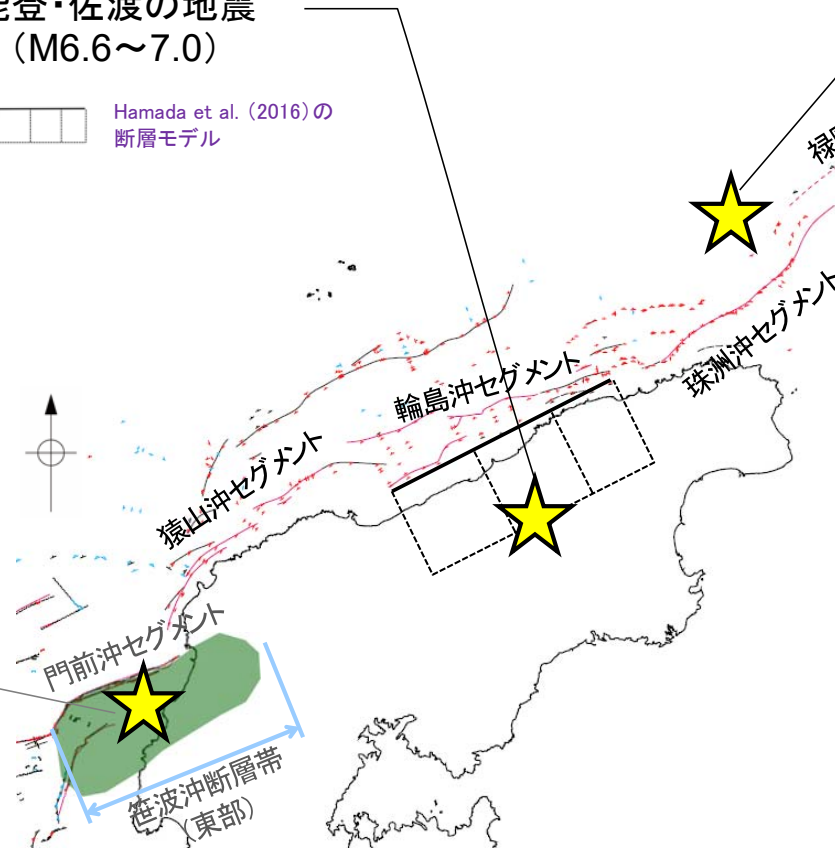 能登・佐渡の地震
(M6.6～7.0)
Hamada et al. (2016)の
断層モデル
輪島沖セグメント
珠洲沖セグメント
猿山沖セグメント
門前沖セグメント
笹波沖断層帯
(東部)